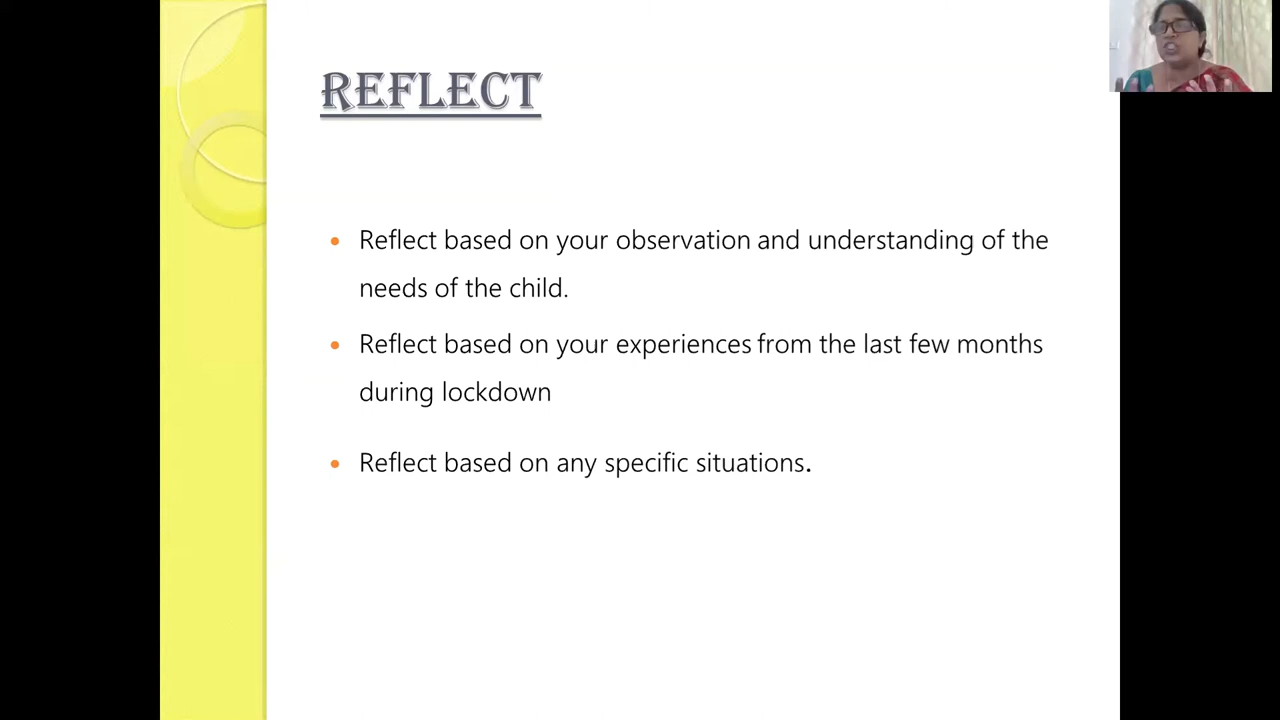 REFLECT
Reflect based on your observation and understanding of the
needs of the child.
Reflect based on your experiences from the last few months
during lockdown
Reflect based on any specific situations.